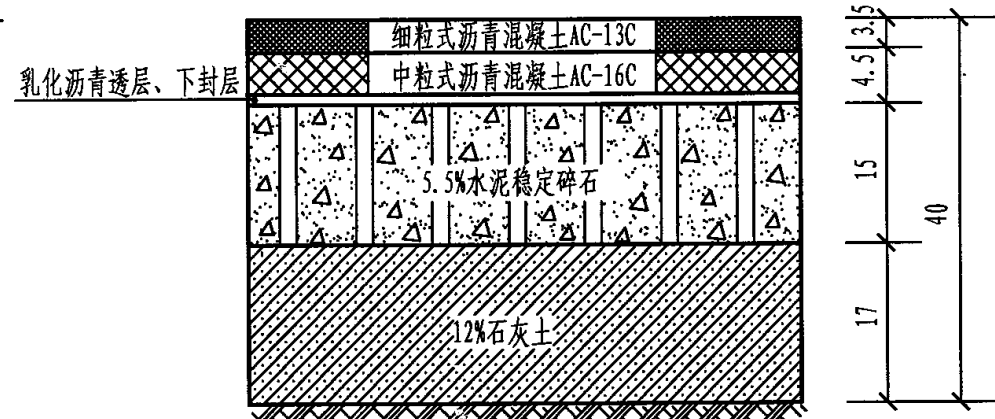 细粒式沥青混凝土AC-13C
中粒式沥青混凝土AC-16C
乳化沥青透层、下封层
5.5%水泥稳定碎石
12%石灰土
3.5
4.5
15
17
40